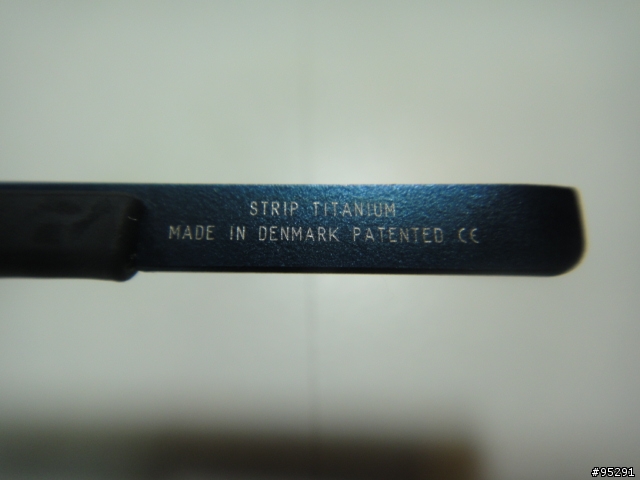 STRIP TITANIUM
MADE IN DENMARK PATENTED CE
#95291